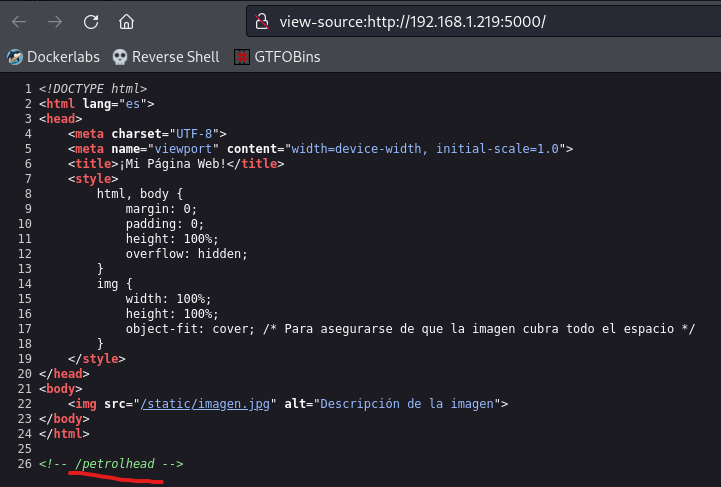 view-source:http://192.168.1.219:5000/
Dockerlabs Reverse Shell GTFOBins
1 <!DOCTYPE html>
2 <html lang="es">
3 <head>
4     <meta charset="UTF-8">
5     <meta name="viewport" content="width=device-width, initial-scale=1.0">
6     <title>¡Mi Página Web!</title>
7     <style>
8         html, body {
9             margin: 0;
10             padding: 0;
11             height: 100%;
12             overflow: hidden;
13         }
14         img {
15             width: 100%;
16             height: 100%;
17             object-fit: cover; /* Para asegurarse de que la imagen cubra todo el espacio */
18         }
19     </style>
20 </head>
21 <body>
22     <img src="/static/imagen.jpg" alt="Descripción de la imagen">
23 </body>
24 </html>
25
26 <!-- /petrolhead -->